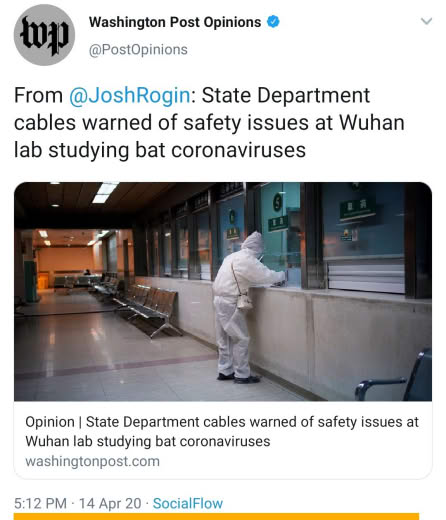 wp
Washington Post Opinions
@PostOpinions
From @JoshRogin: State Department
cables warned of safety issues at Wuhan
lab studying bat coronaviruses
Opinion | State Department cables warned of safety issues at
Wuhan lab studying bat coronaviruses
washingtonpost.com
5:12 PM · 14 Apr 20 · SocialFlow